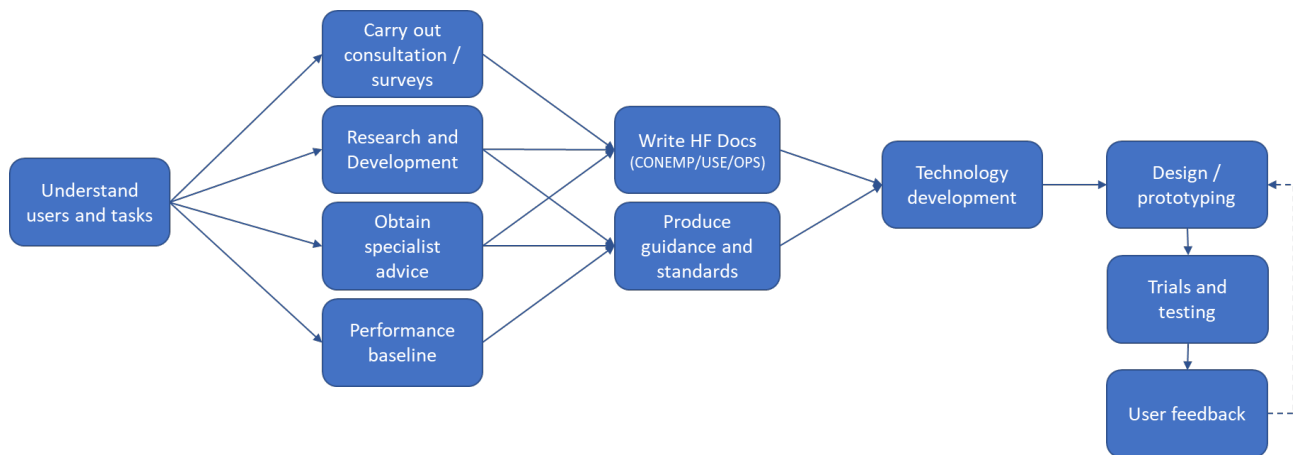 Understand
users and tasks
Carry out
consultation /
surveys
Research and
Development
Obtain
specialist
advice
Performance
baseline
Write HF Docs
(CONEMP/USE/OPS)
Produce
guidance and
standards
Technology
development
Design /
prototyping
Trials and
testing
User feedback